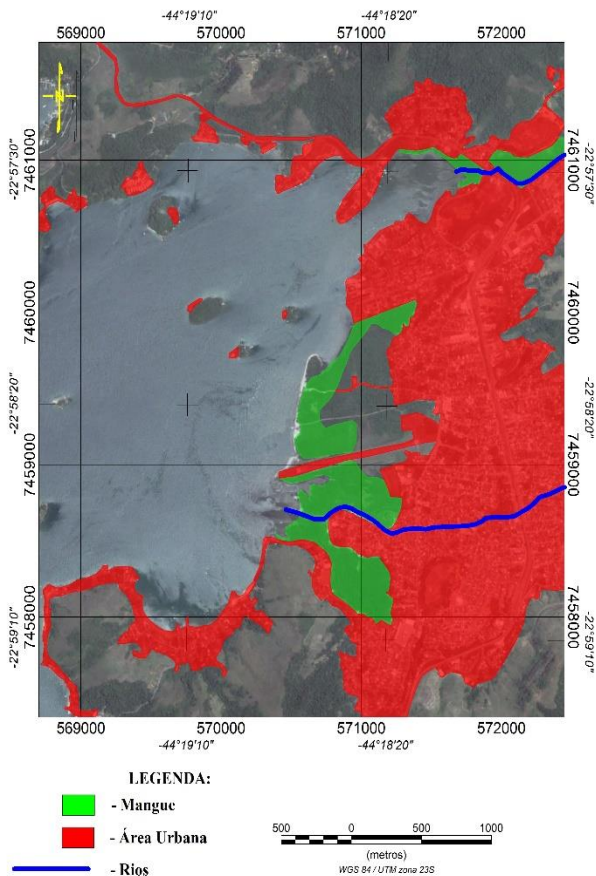 -44°19'10" -44°18'20"
569000 570000 571000 572000
N
-22°57'30" 7461000 7461000 -22°57'30"
7460000 7460000
-22°58'20" -22°58'20"
7459000 7459000
7458000 7458000
-22°59'10" -22°59'10"
569000 570000 571000 572000
-44°19'10" -44°18'20"
LEGENDA:
- Mangue
- Área Urbana
- Rios
500 0 500 1000
(metros)
WGS 84 / UTM zona 23S